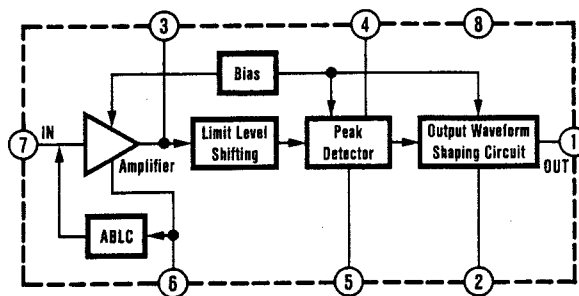 3
4
8
Bias
7
IN
Amplifier
Limit Level
Shifting
Peak
Detector
Output Waveform
Shaping Circuit
1
OUT
ABLC
6
5
2